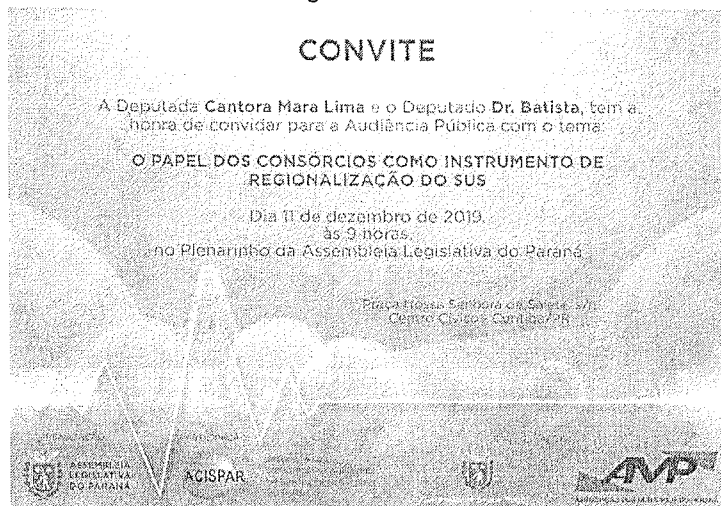 CONVITE
A Deputada Cantora Mara Lima e o Deputado Dr. Batista, tem a
honra de convidar para a Audiência Pública com o tema:
O PAPEL DOS CONSÓRCIOS COMO INSTRUMENTO DE
REGIONALIZAÇÃO DO SUS
Dia 11 de dezembro de 2019,
às 9 horas,
no Plenarinho da Assembleia Legislativa do Paraná
Praça Nossa Senhora de Salete, s/n
Centro Cívico - Curitiba/PR
ASSEMBLEIA
LEGISLATIVA
DO PARANÁ
ACISPAR
AMP